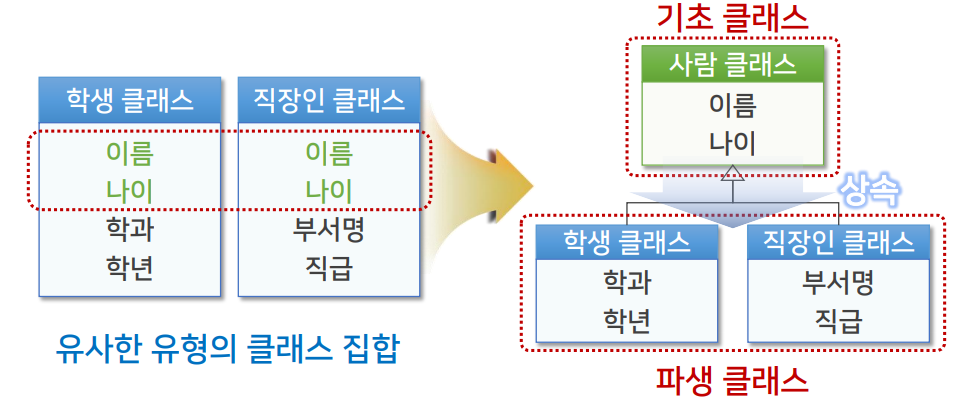 학생 클래스
이름
나이
학과
학년
직장인 클래스
이름
나이
부서명
직급
유사한 유형의 클래스 집합
기초 클래스
사람 클래스
이름
나이
상속
학생 클래스
학과
학년
직장인 클래스
부서명
직급
파생 클래스